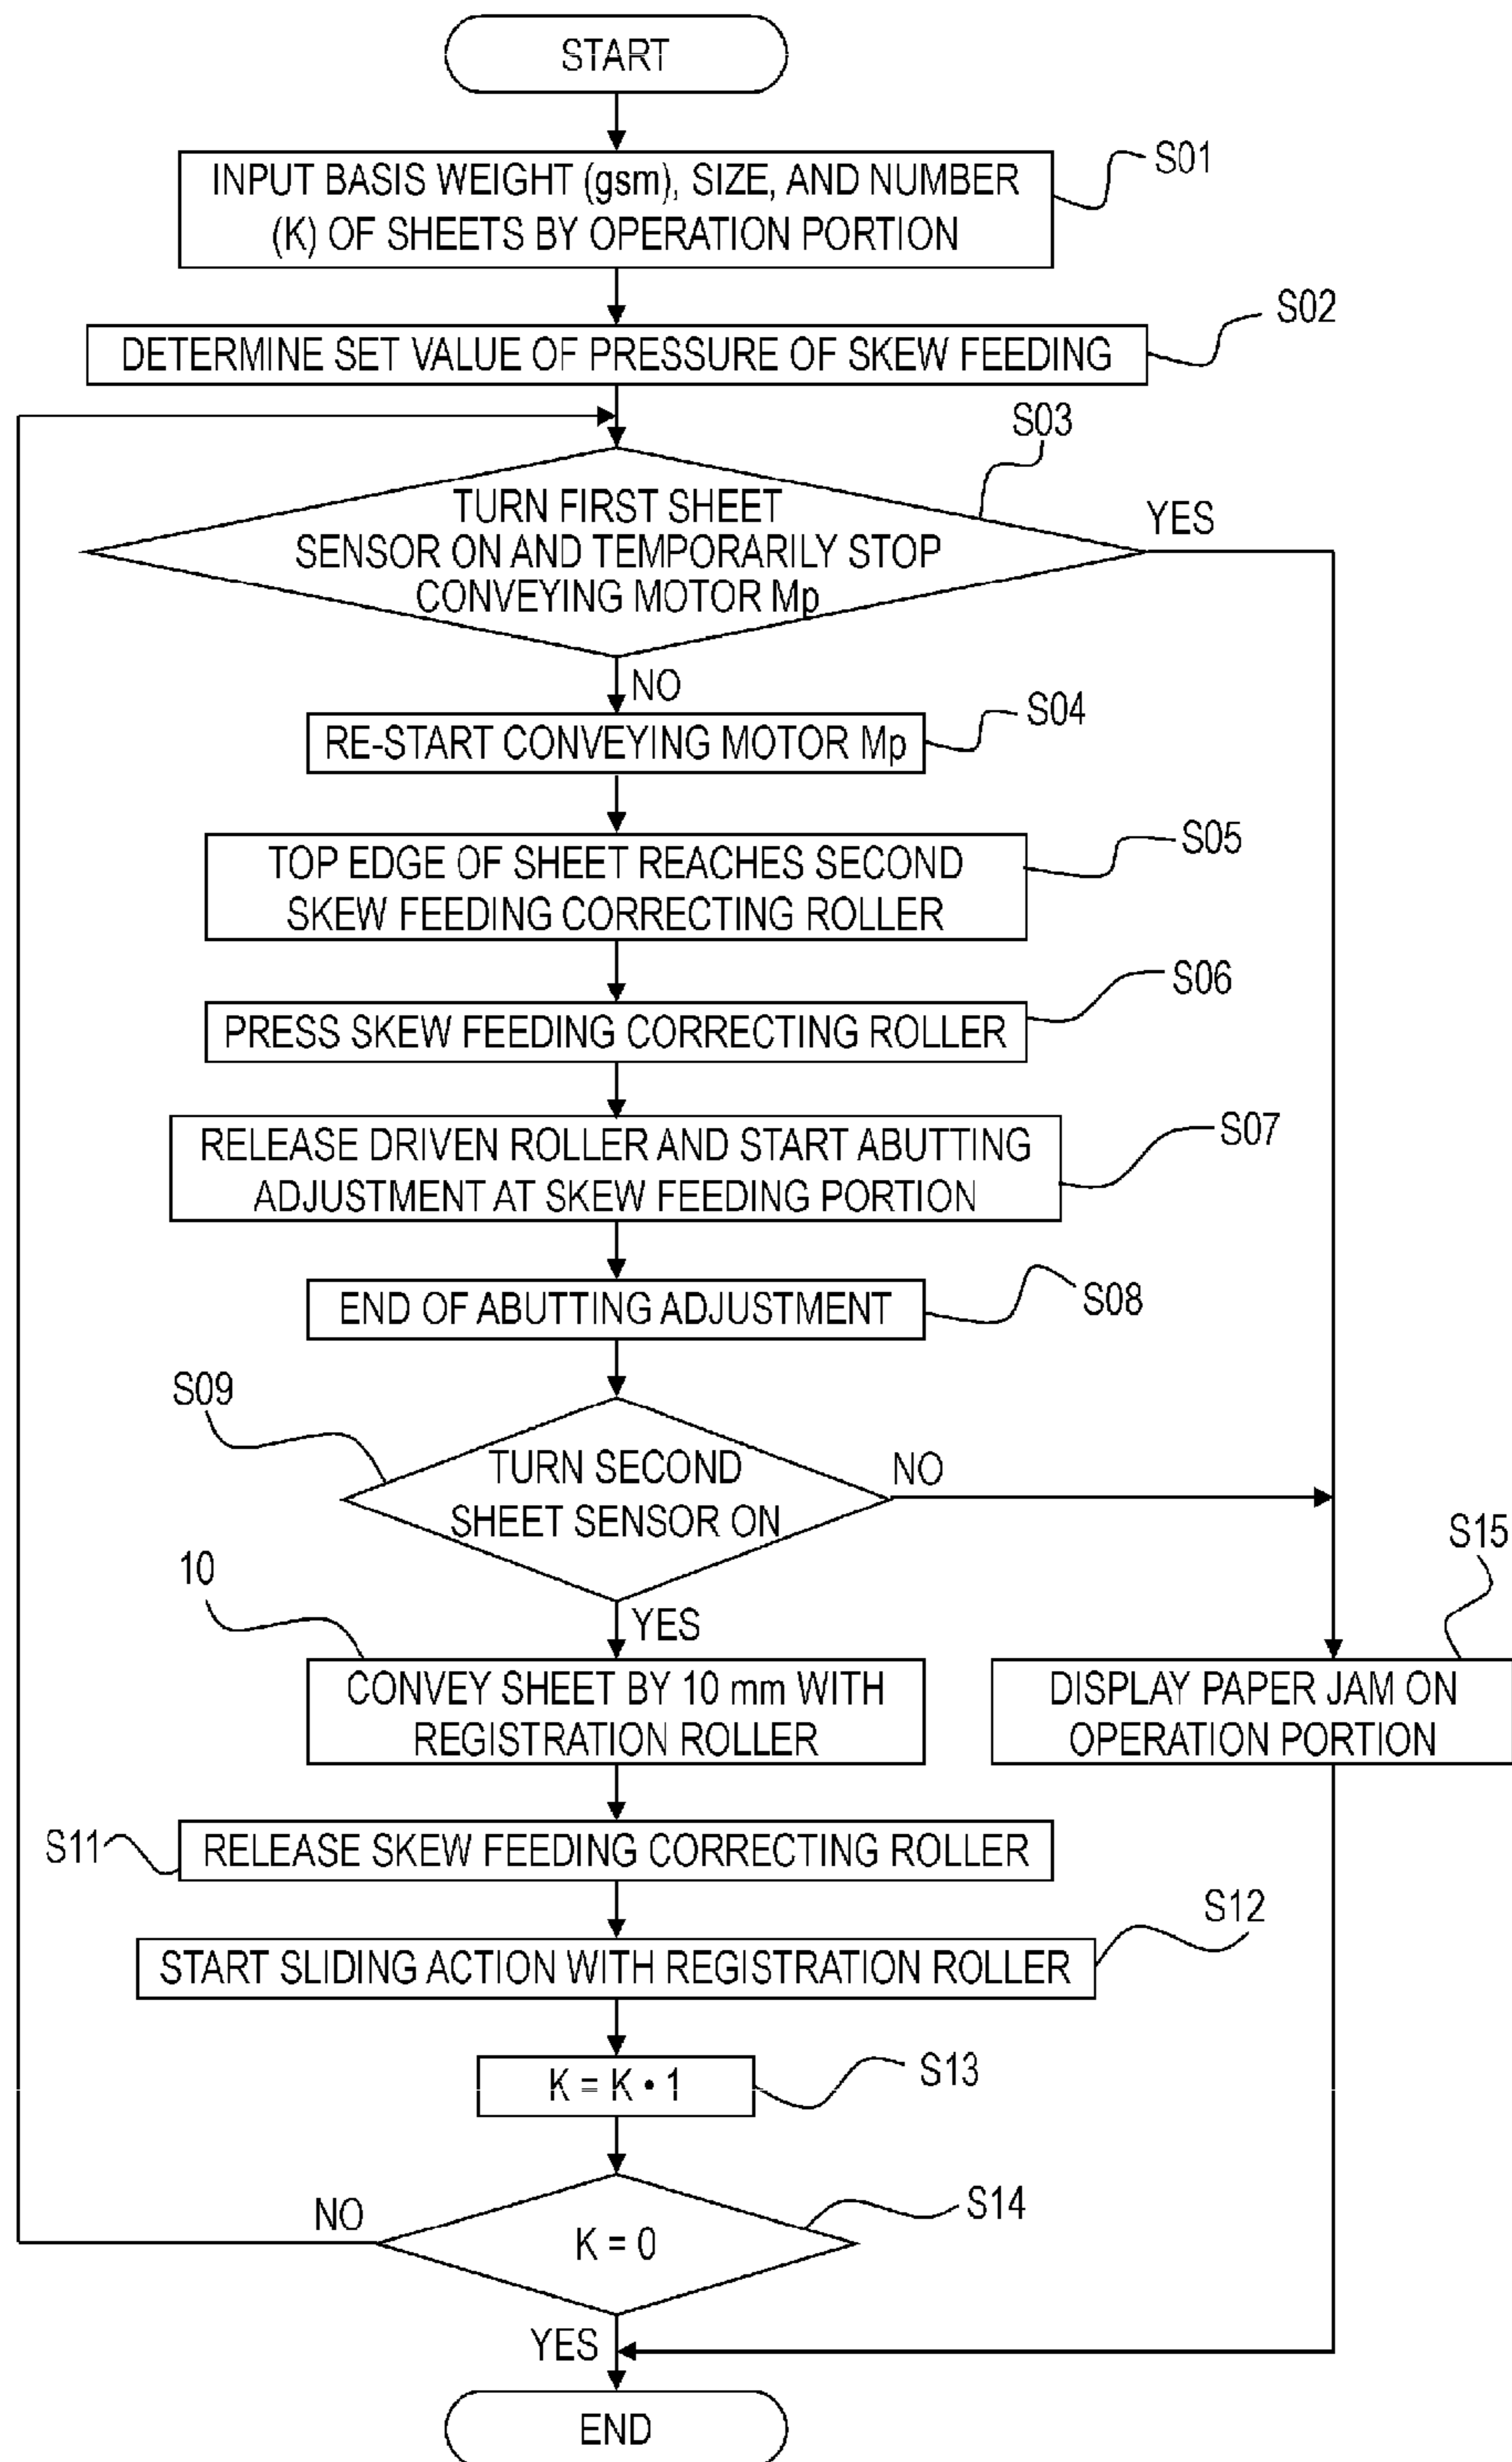 START
S01
INPUT BASIS WEIGHT (gsm), SIZE, AND NUMBER
(K) OF SHEETS BY OPERATION PORTION
S02
DETERMINE SET VALUE OF PRESSURE OF SKEW FEEDING
S03
TURN FIRST SHEET
SENSOR ON AND TEMPORARILY STOP
CONVEYING MOTOR Mp
YES
NO
S04
RE-START CONVEYING MOTOR Mp
S05
TOP EDGE OF SHEET REACHES SECOND
SKEW FEEDING CORRECTING ROLLER
S06
PRESS SKEW FEEDING CORRECTING ROLLER
S07
RELEASE DRIVEN ROLLER AND START ABUTTING
ADJUSTMENT AT SKEW FEEDING PORTION
S08
END OF ABUTTING ADJUSTMENT
S09
TURN SECOND
SHEET SENSOR ON
NO
YES
10
CONVEY SHEET BY 10 mm WITH
REGISTRATION ROLLER
S15
DISPLAY PAPER JAM ON
OPERATION PORTION
S11
RELEASE SKEW FEEDING CORRECTING ROLLER
S12
START SLIDING ACTION WITH REGISTRATION ROLLER
S13
K = K • 1
S14
K = 0
NO
YES
END